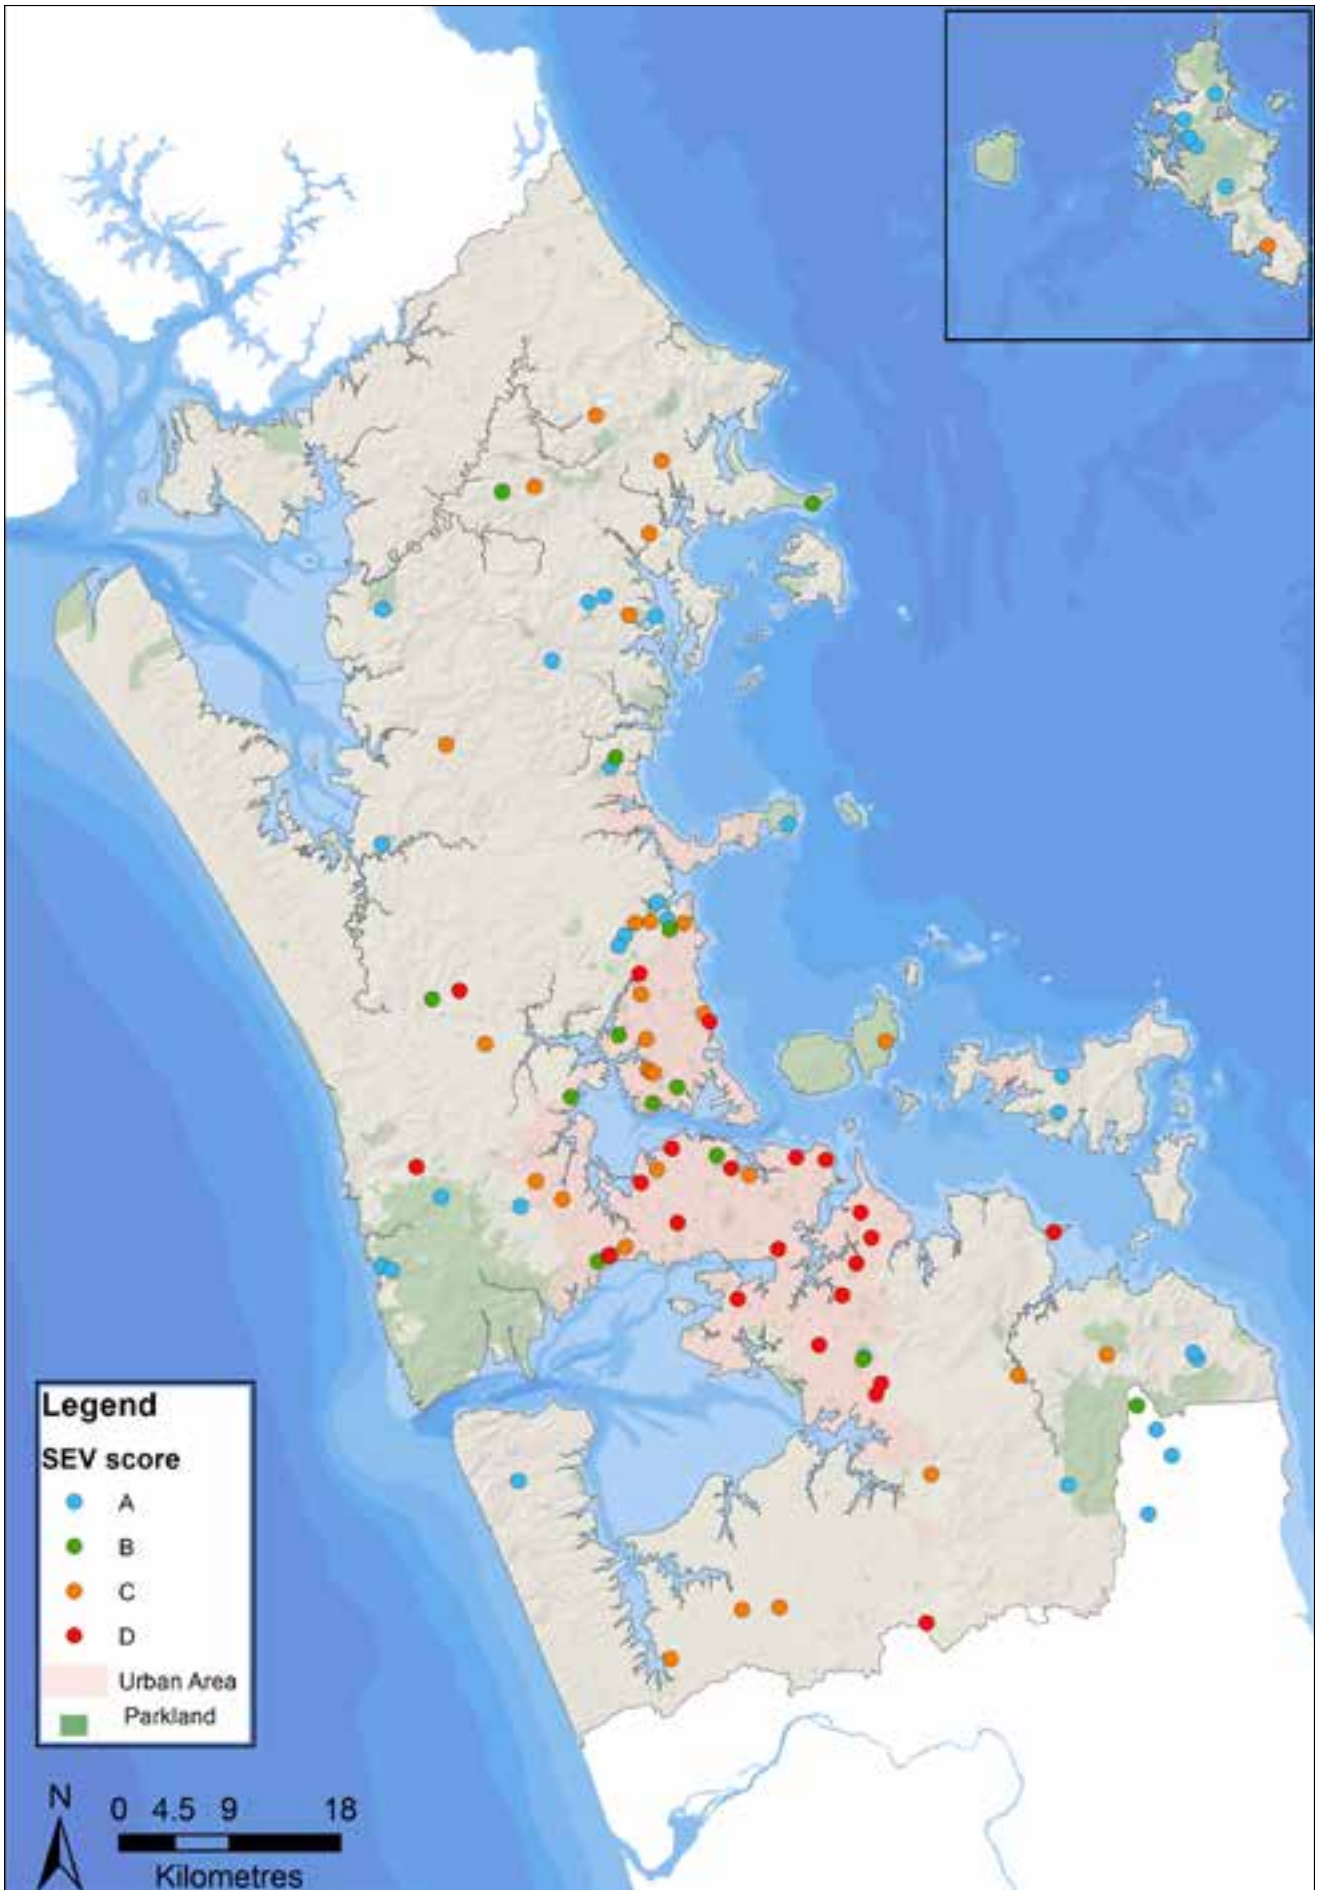 Legend
SEV score
A
B
C
D
Urban Area
Parkland
N
0 4.5 9 18
Kilometres